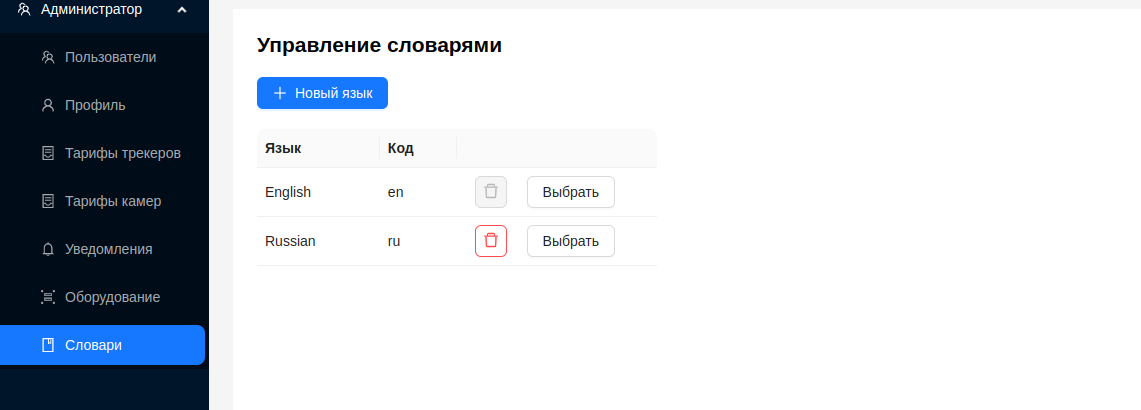 Администратор
Пользователи
Профиль
Тарифы трекеров
Тарифы камер
Уведомления
Оборудование
Словари
Управление словарями
Новый язык
Язык Код
English en Выбрать
Russian ru Выбрать